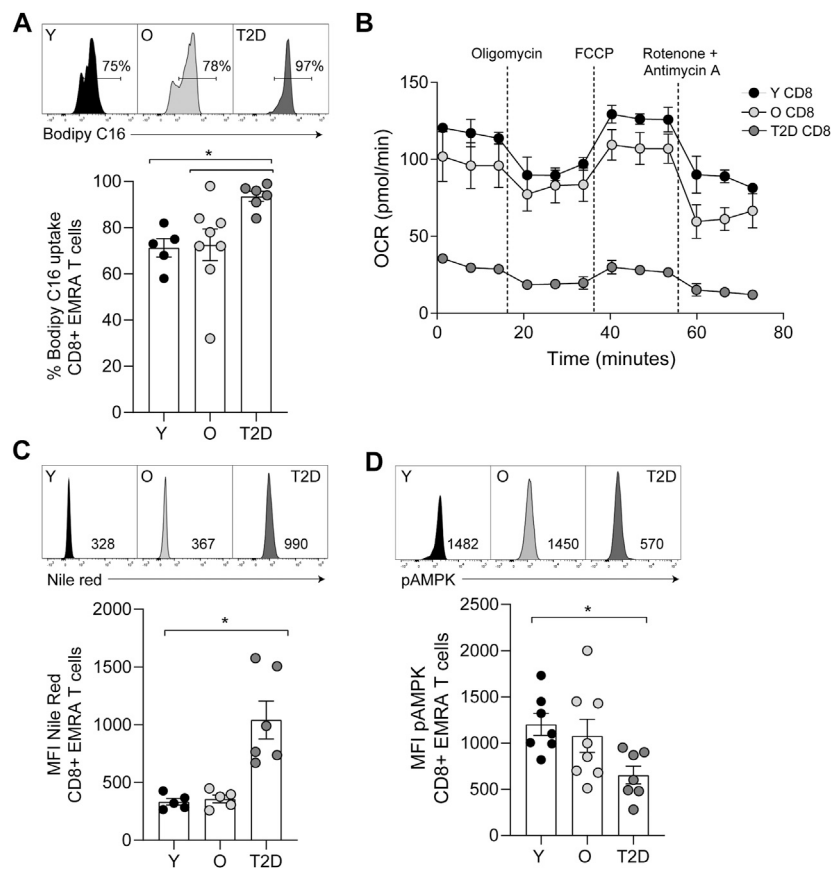 A
Y
O
T2D
75%
78%
97%
Bodipy C16
*
% Bodipy C16 uptake
CD8+ EMRA T cells
100
80
60
40
20
0
Y
O
T2D
B
Oligomycin
FCCP
Rotenone +
Antimycin A
Y CD8
O CD8
T2D CD8
OCR (pmol/min)
150
100
50
0
0
20
40
60
80
Time (minutes)
C
Y
O
T2D
328
367
990
Nile red
*
MFI Nile Red
CD8+ EMRA T cells
2000
1500
1000
500
0
Y
O
T2D
D
Y
O
T2D
1482
1450
570
pAMPK
*
MFI pAMPK
CD8+ EMRA T cells
2500
2000
1500
1000
500
0
Y
O
T2D